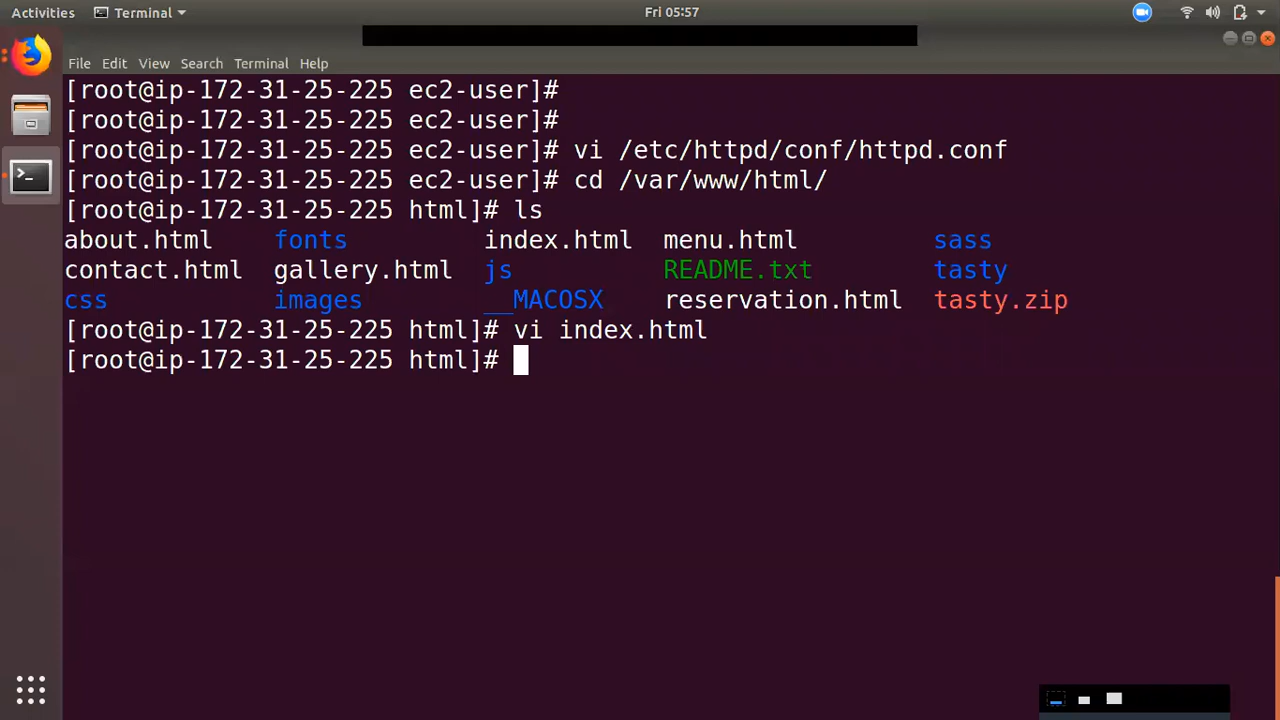 Activities Terminal Fri 05:57
File Edit View Search Terminal Help
[root@ip-172-31-25-225 ec2-user]#
[root@ip-172-31-25-225 ec2-user]#
[root@ip-172-31-25-225 ec2-user]# vi /etc/httpd/conf/httpd.conf
[root@ip-172-31-25-225 ec2-user]# cd /var/www/html/
[root@ip-172-31-25-225 html]# ls
about.html fonts index.html menu.html sass
contact.html gallery.html js README.txt tasty
css images __MACOSX reservation.html tasty.zip
[root@ip-172-31-25-225 html]# vi index.html
[root@ip-172-31-25-225 html]#